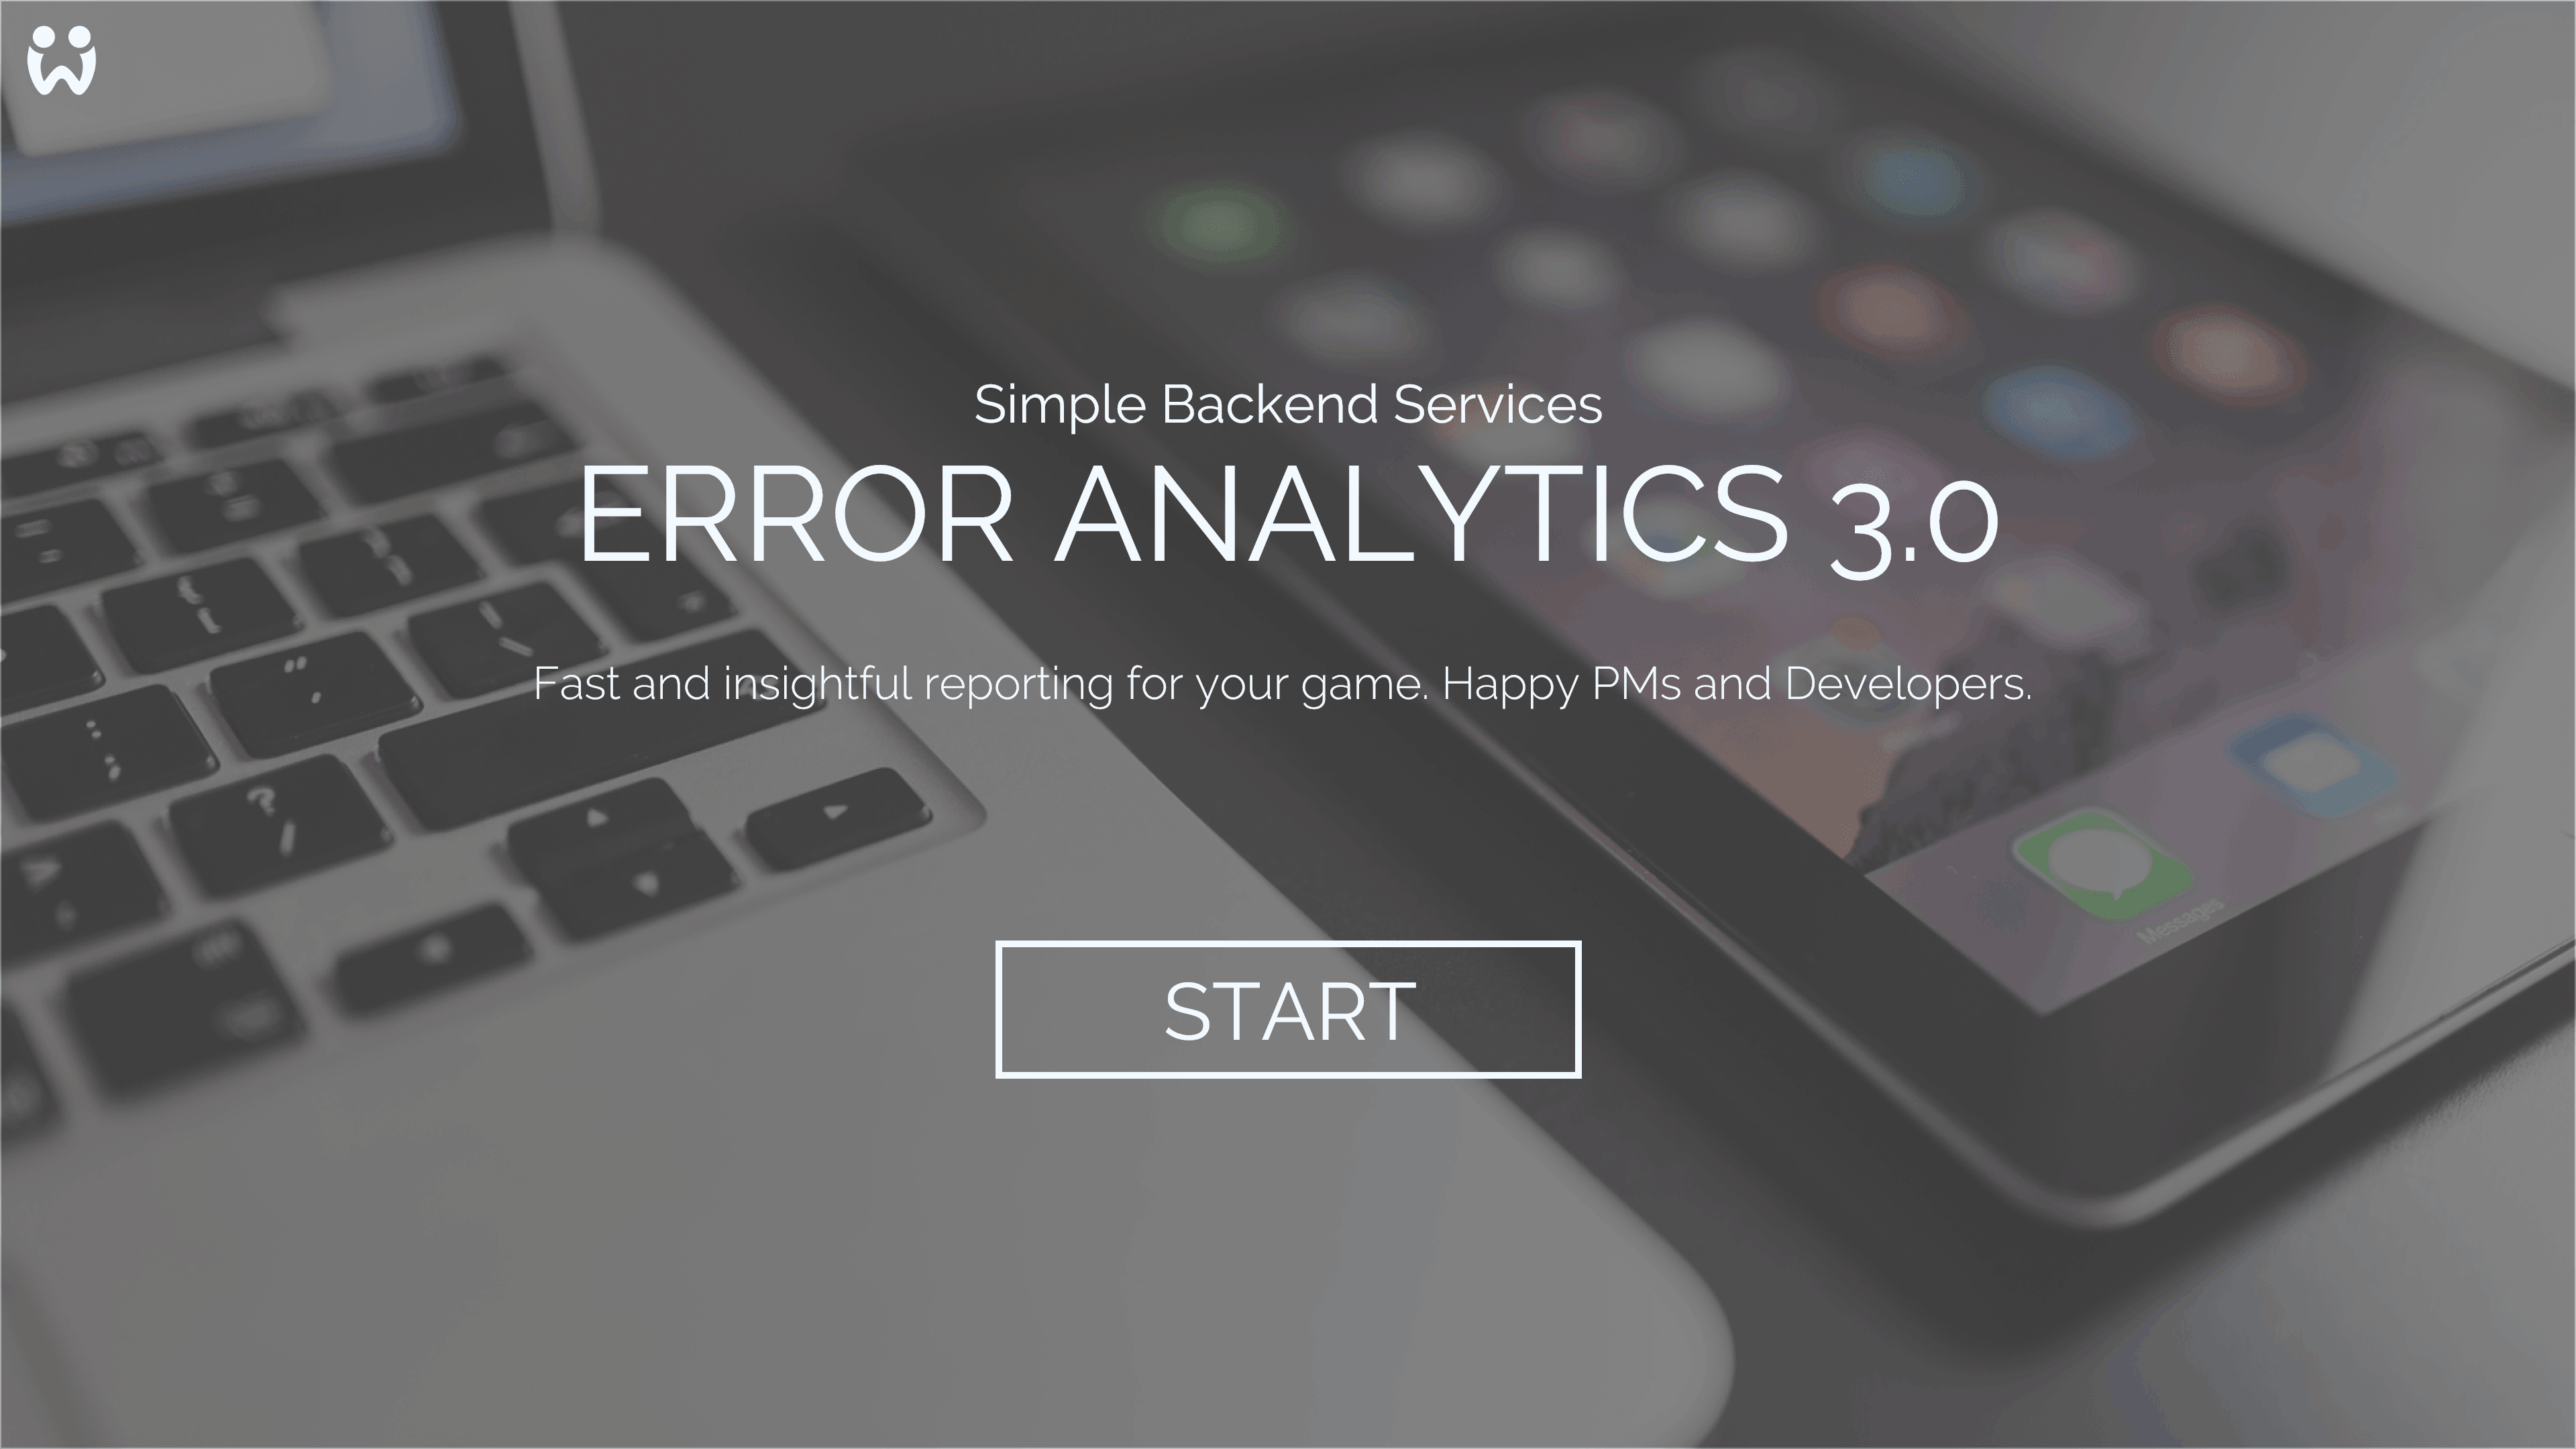 Simple Backend Services
ERROR ANALYTICS 3.0
Fast and insightful reporting for your game. Happy PMs and Developers.
Messages
START